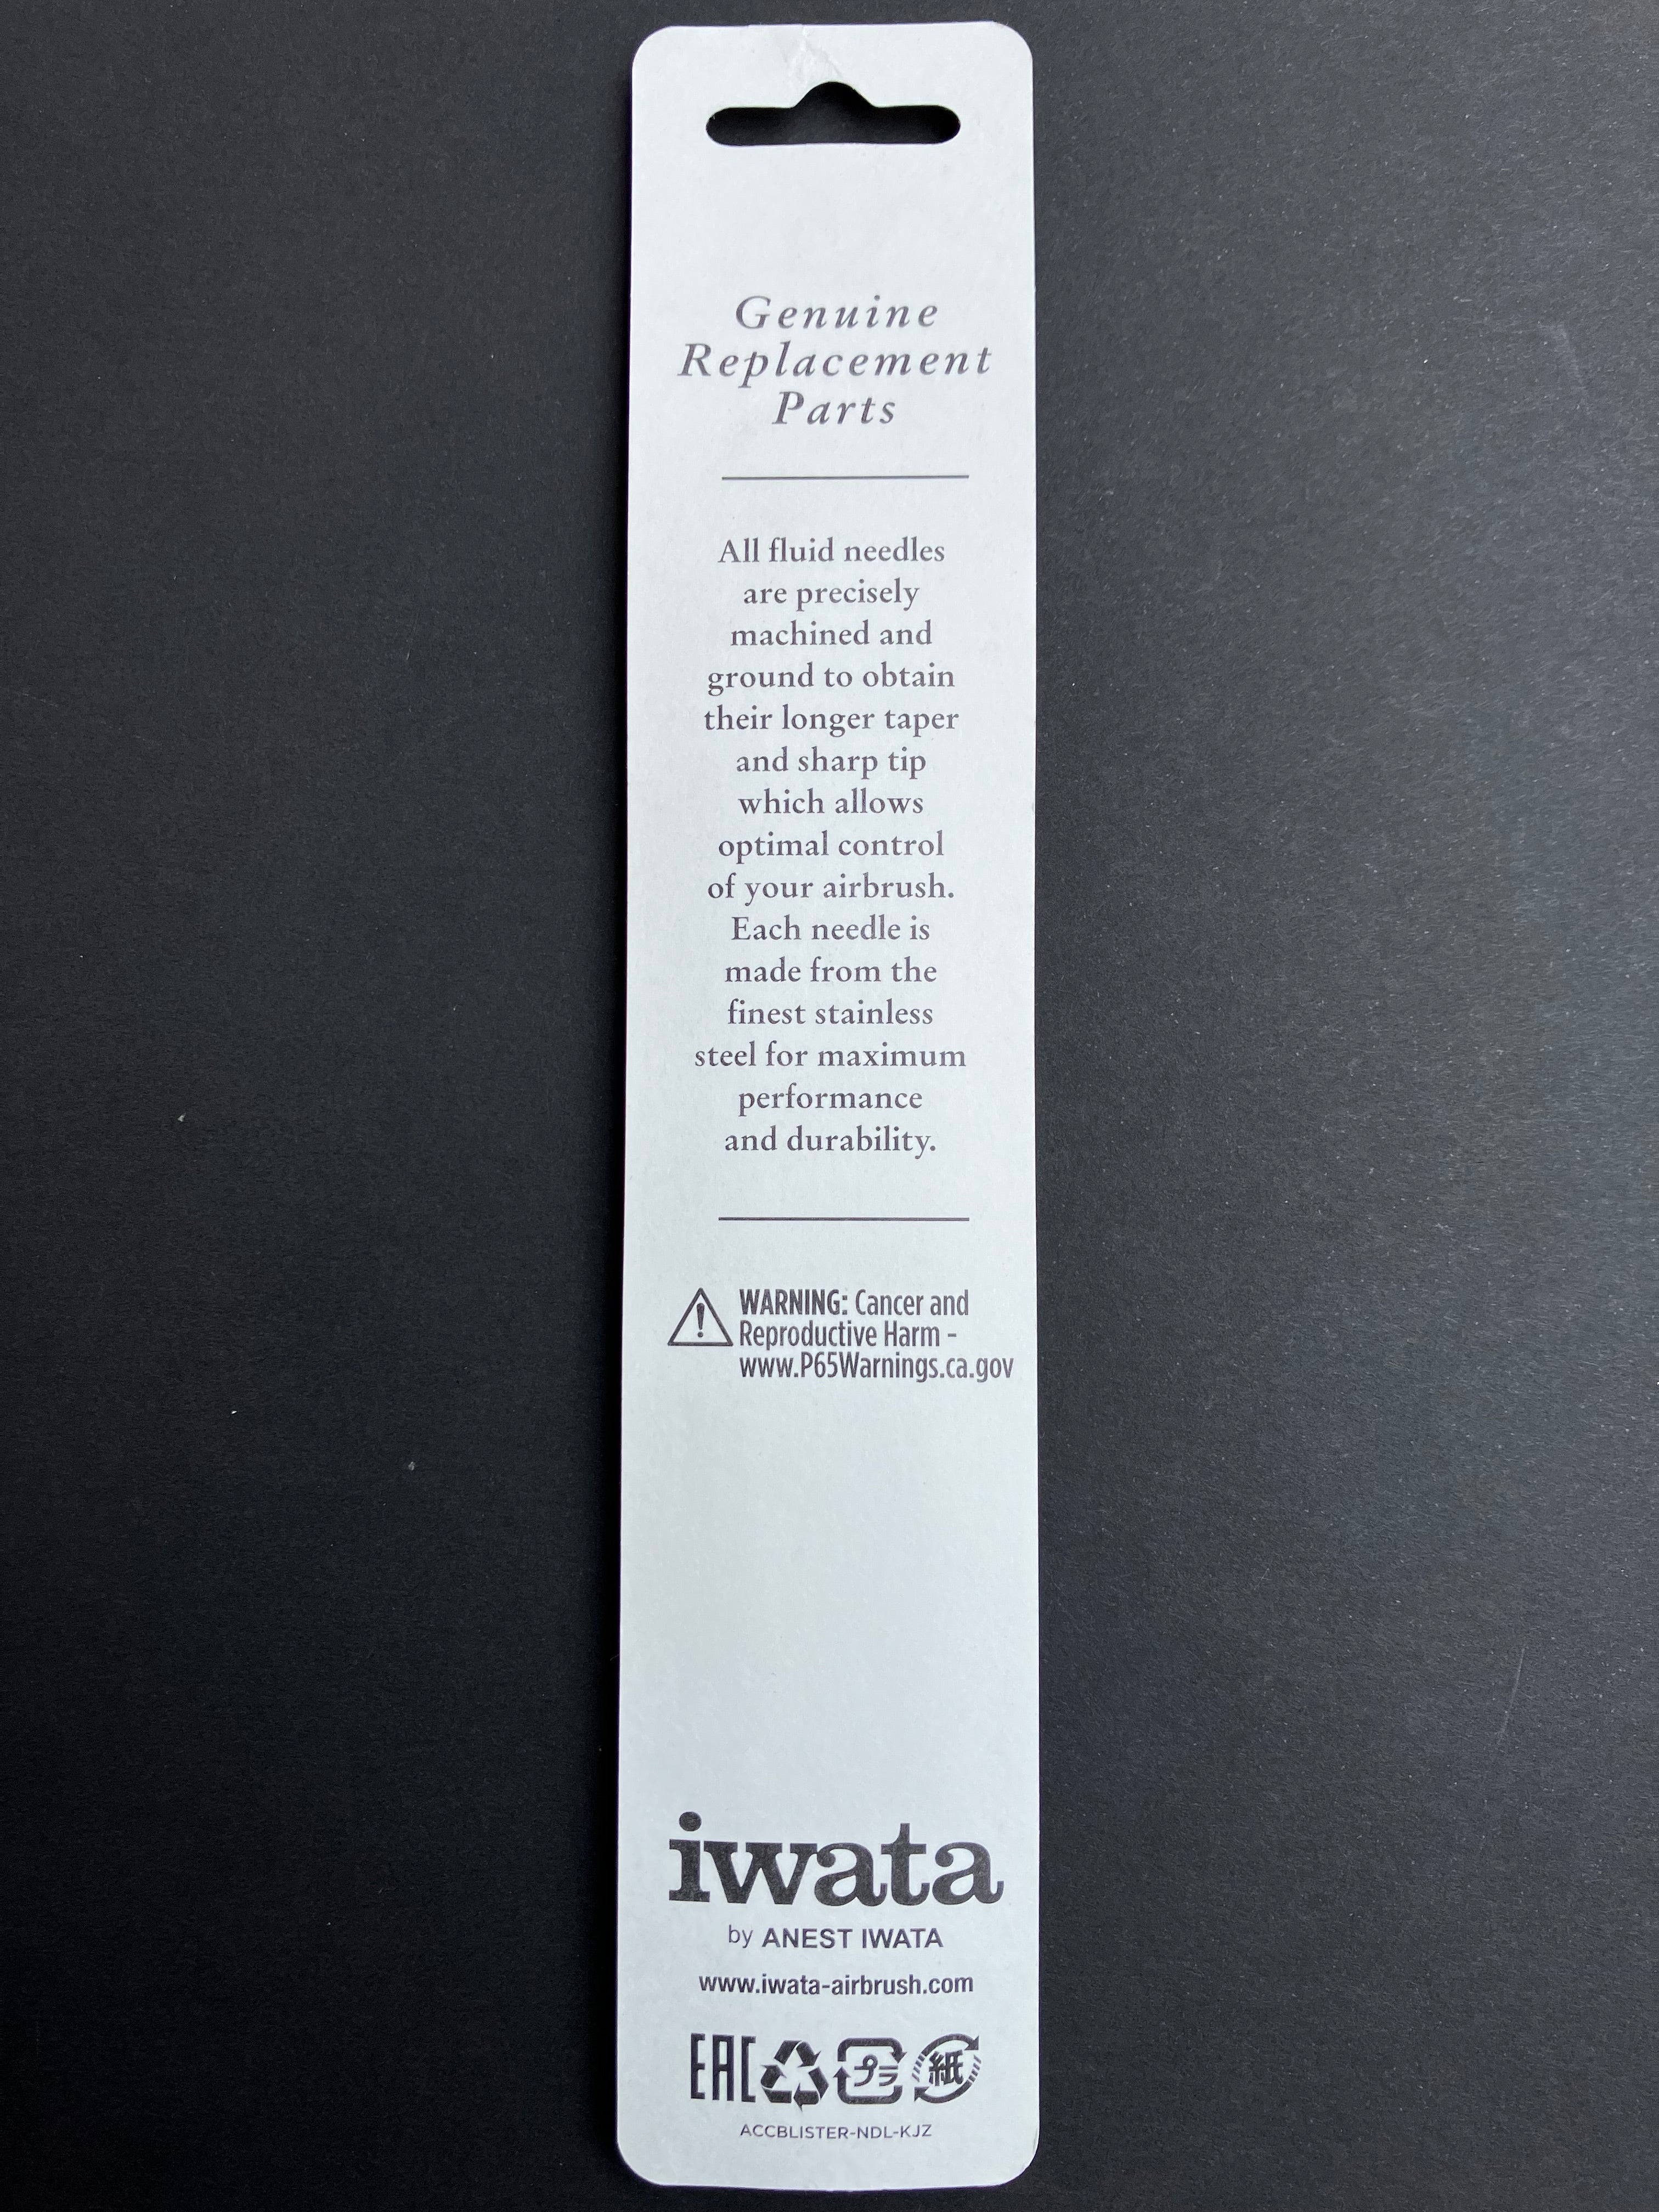 Genuine
Replacement
Parts
All fluid needles
are precisely
machined and
ground to obtain
their longer taper
and sharp tip
which allows
optimal control
of your airbrush.
Each needle is
made from the
finest stainless
steel for maximum
performance
and durability.
WARNING: Cancer and
Reproductive Harm -
www.P65Warnings.ca.gov
iwata
by ANEST IWATA
www.iwata-airbrush.com
EAC プラ 紙
ACCBLISTER-NDL-KJZ